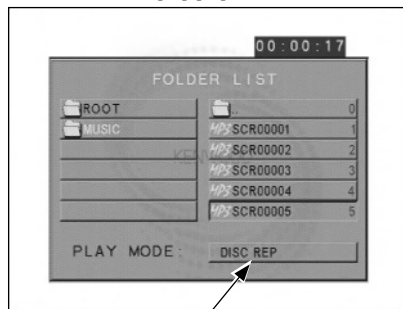 00:00:17
FOLDER LIST
ROOT
MUSIC
.. 0
MP3 SCR00001 1
MP3 SCR00002 2
MP3 SCR00003 3
MP3 SCR00004 4
MP3 SCR00005 5
PLAY MODE: DISC REP